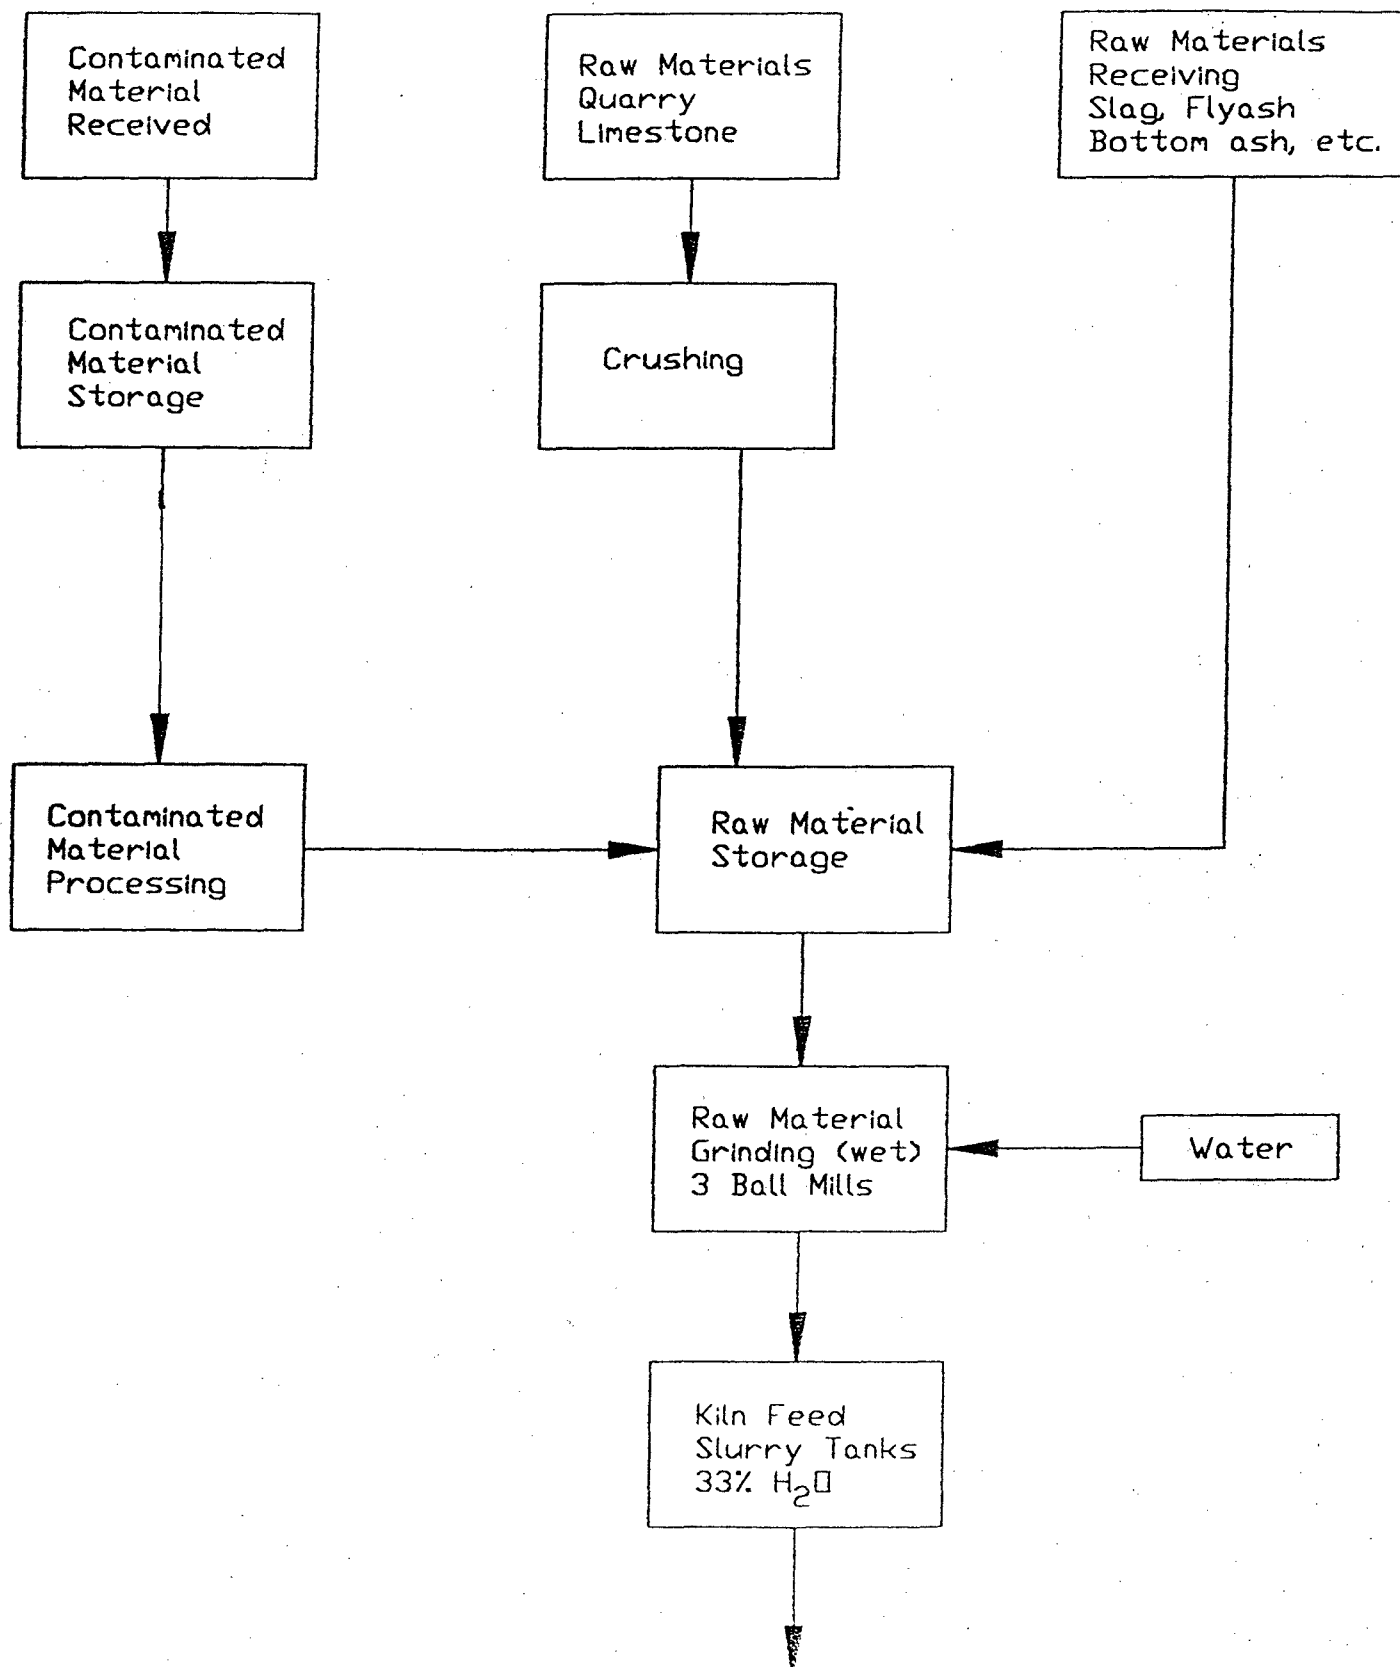 Contaminated
Material
Received
Raw Materials
Quarry
Limestone
Raw Materials
Receiving
Slag, Flyash
Bottom ash, etc.
Contaminated
Material
Storage
Crushing
Contaminated
Material
Processing
Raw Material
Storage
Raw Material
Grinding (wet)
3 Ball Mills
Water
Kiln Feed
Slurry Tanks
33% H₂O